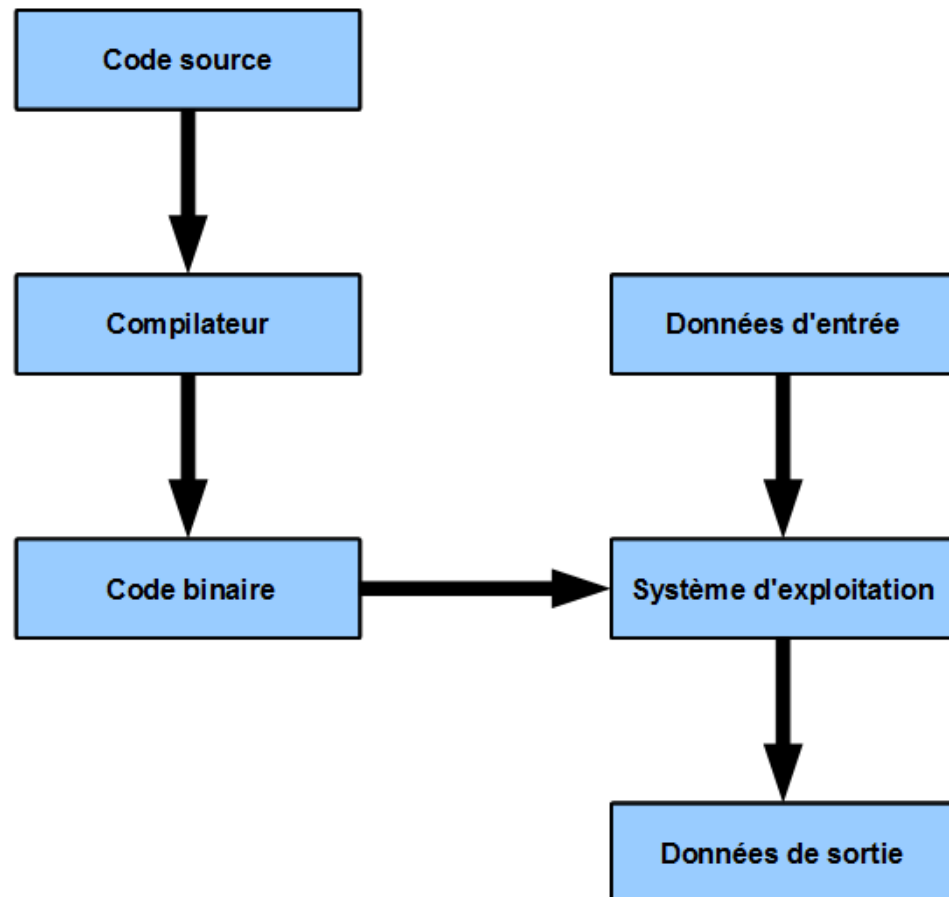 Code source
Compilateur
Données d'entrée
Code binaire
Système d'exploitation
Données de sortie